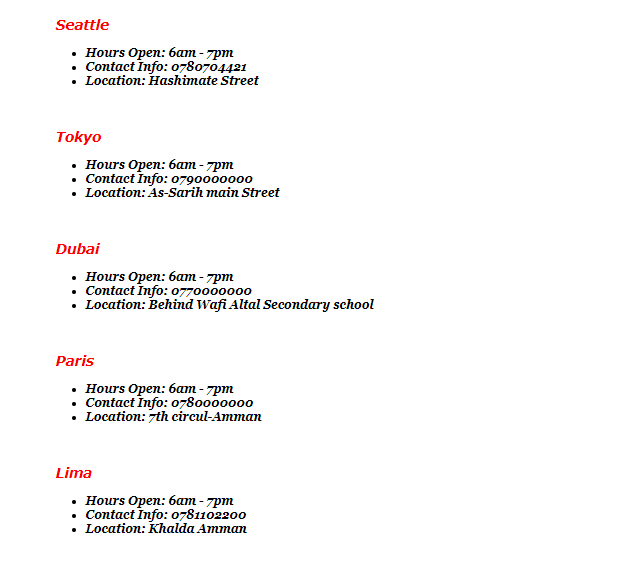 Seattle
Hours Open: 6am - 7pm
Contact Info: 0780704421
Location: Hashimate Street
Tokyo
Hours Open: 6am - 7pm
Contact Info: 0790000000
Location: As-Sarih main Street
Dubai
Hours Open: 6am - 7pm
Contact Info: 0770000000
Location: Behind Wafi Altal Secondary school
Paris
Hours Open: 6am - 7pm
Contact Info: 0780000000
Location: 7th circul-Amman
Lima
Hours Open: 6am - 7pm
Contact Info: 0781102200
Location: Khalda Amman